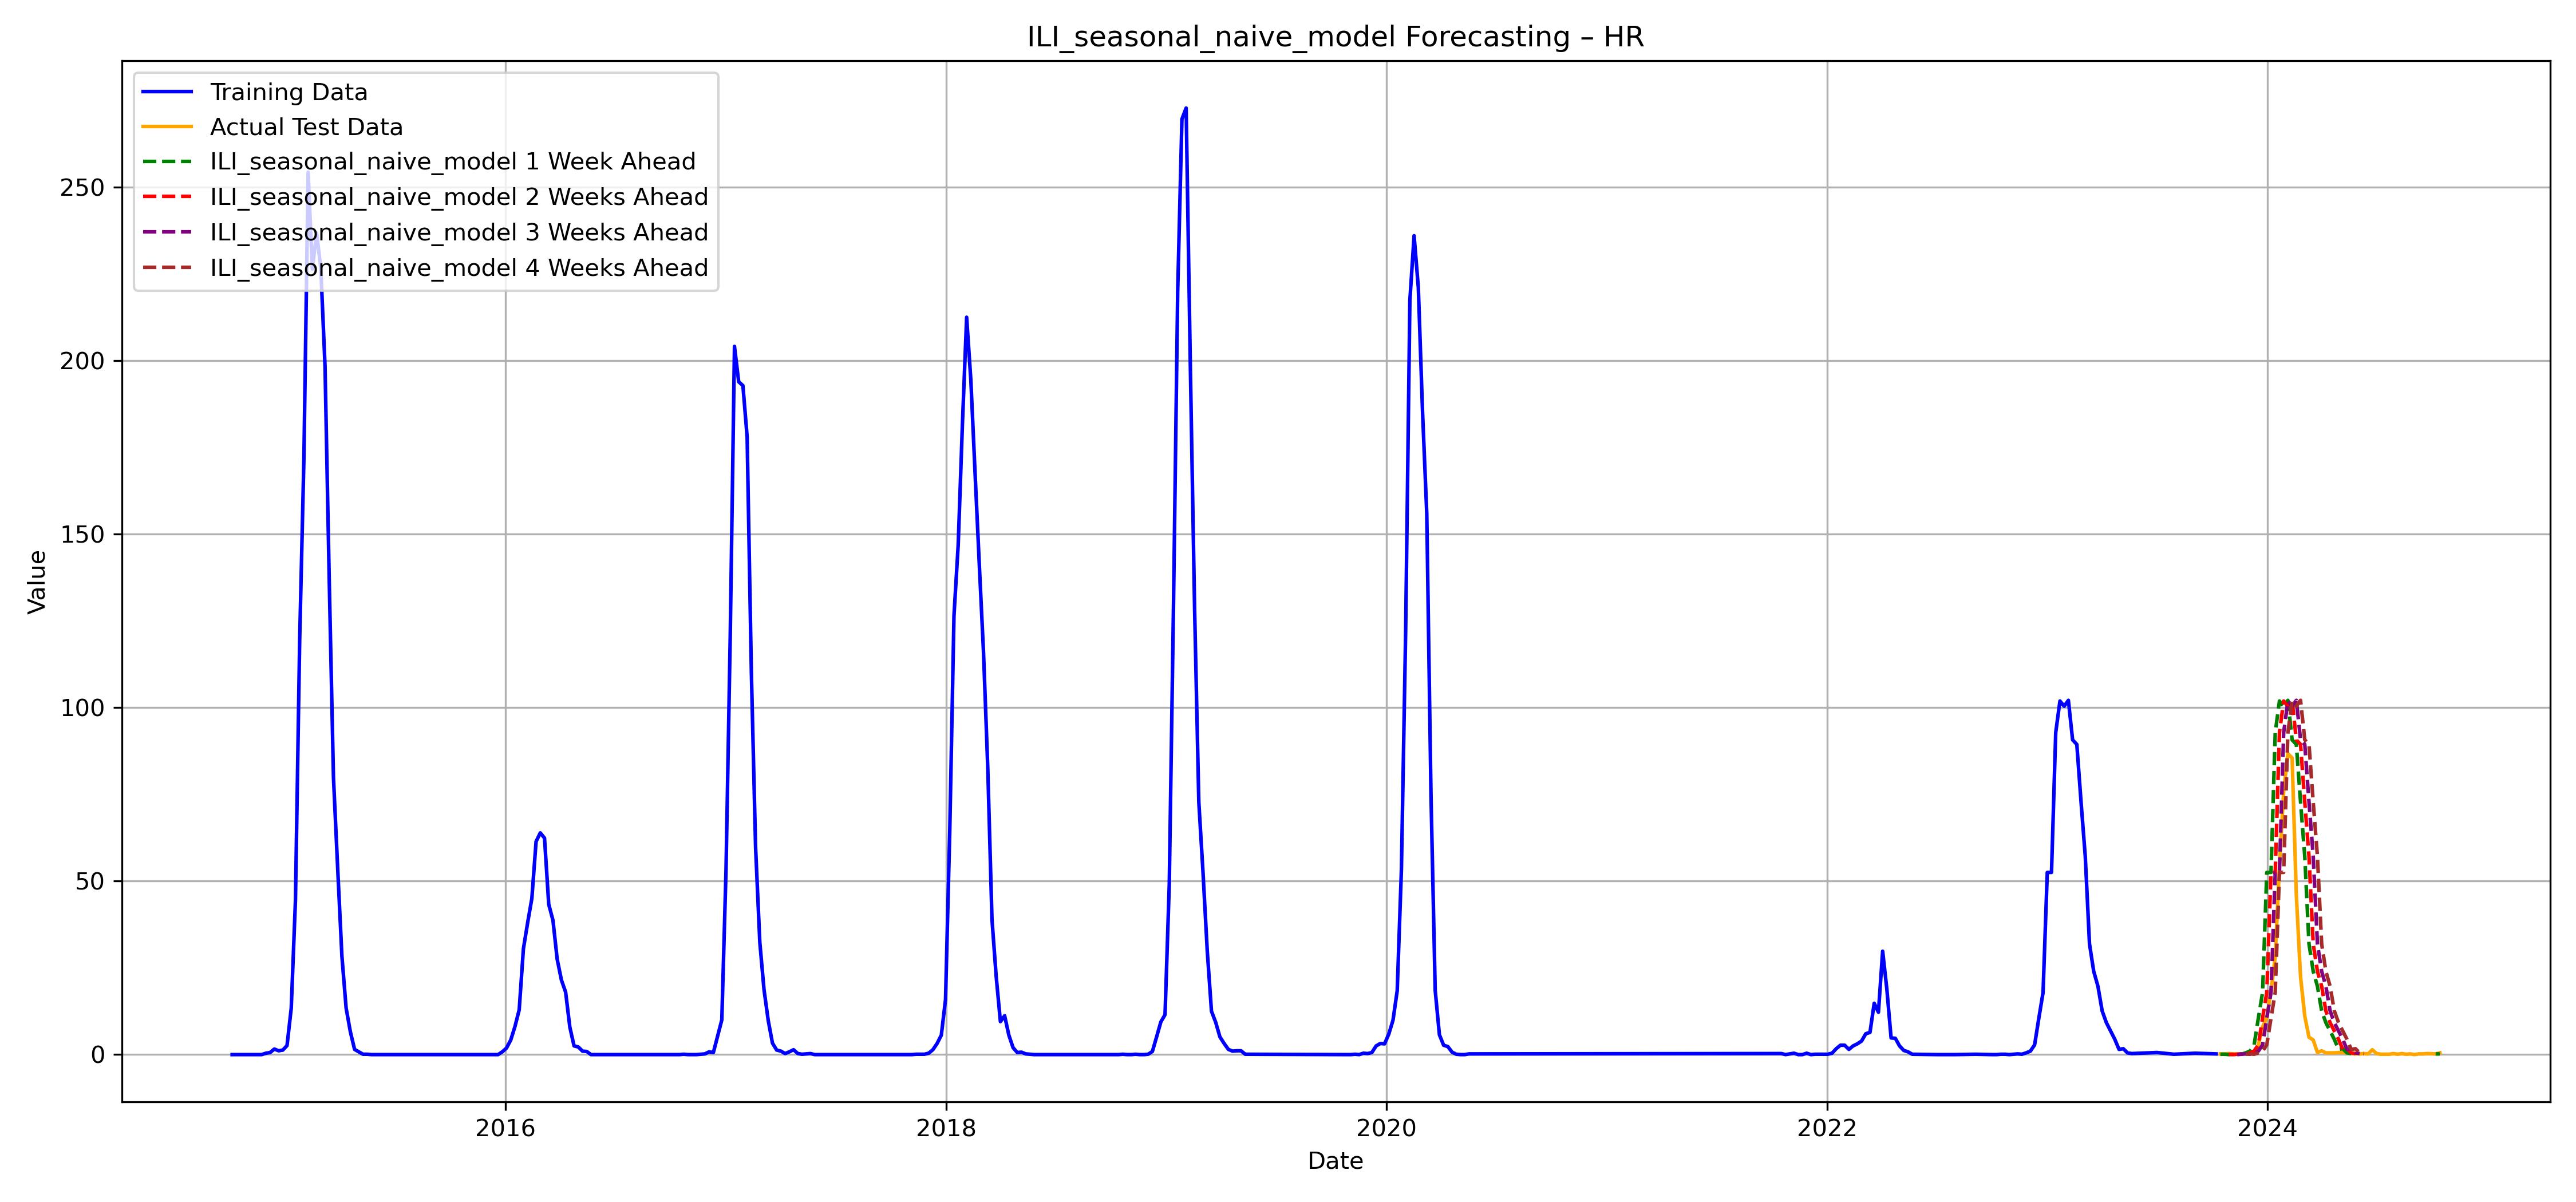 ILI_seasonal_naive_model Forecasting – HR
Training Data
Actual Test Data
ILI_seasonal_naive_model 1 Week Ahead
ILI_seasonal_naive_model 2 Weeks Ahead
ILI_seasonal_naive_model 3 Weeks Ahead
ILI_seasonal_naive_model 4 Weeks Ahead
250
200
150
100
50
0
Value
2016
2018
2020
2022
2024
Date